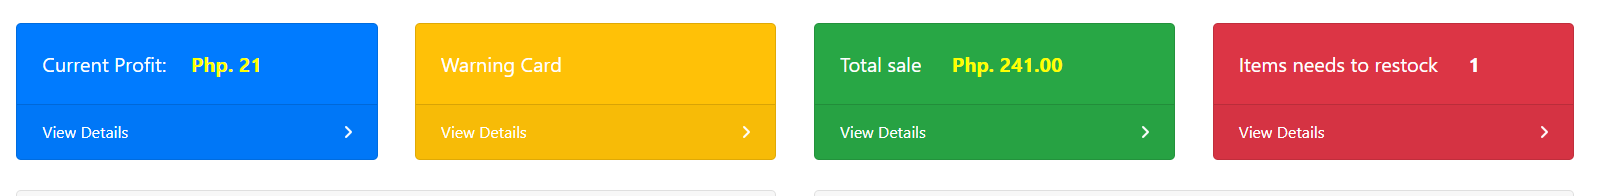 Current Profit: Php. 21
View Details
Warning Card
View Details
Total sale Php. 241.00
View Details
Items needs to restock 1
View Details